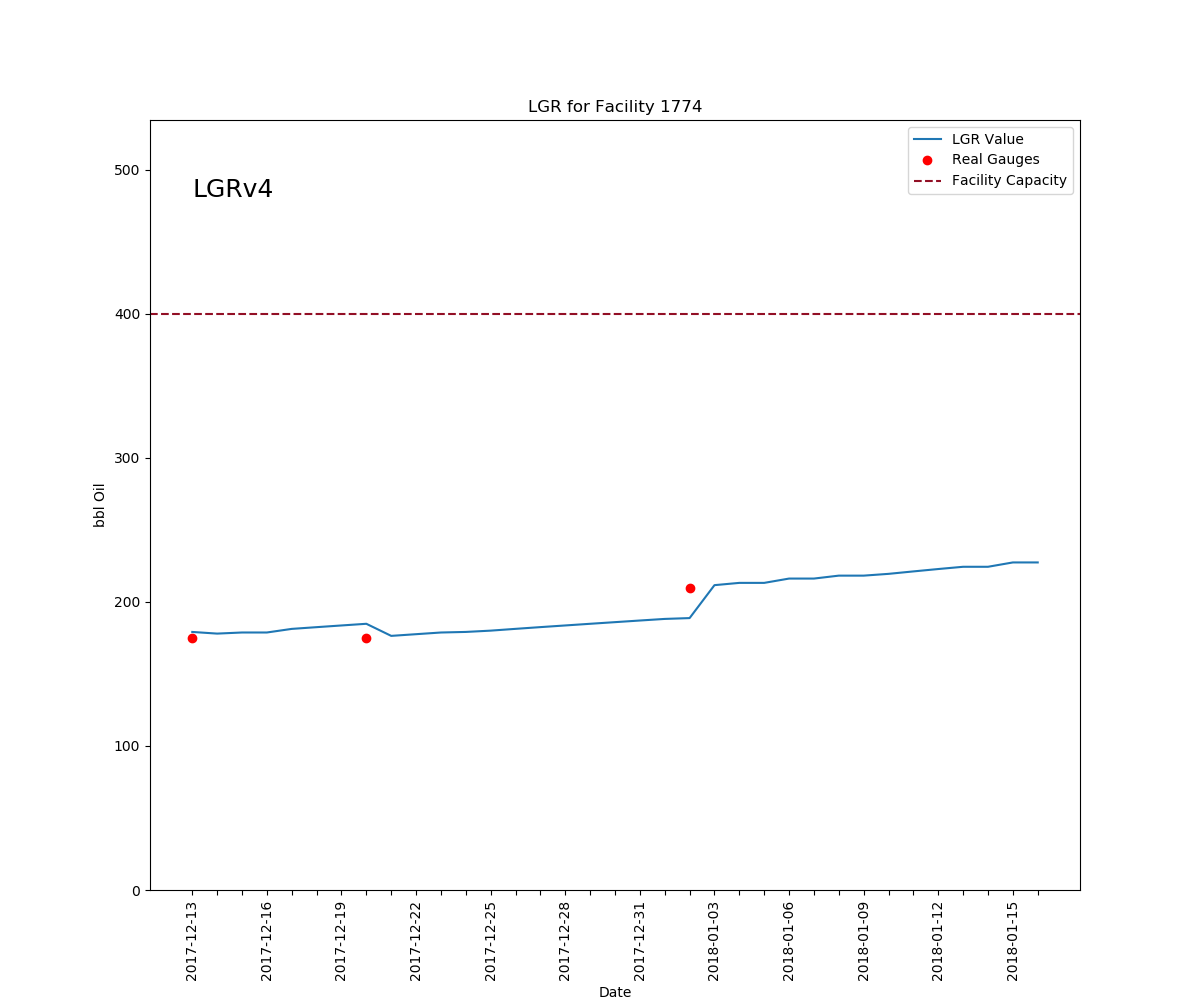 LGR for Facility 1774
LGRv4
LGR Value
Real Gauges
Facility Capacity
500
400
300
200
100
0
bbl Oil
2017-12-13
2017-12-16
2017-12-19
2017-12-22
2017-12-25
2017-12-28
2017-12-31
2018-01-03
2018-01-06
2018-01-09
2018-01-12
2018-01-15
Date